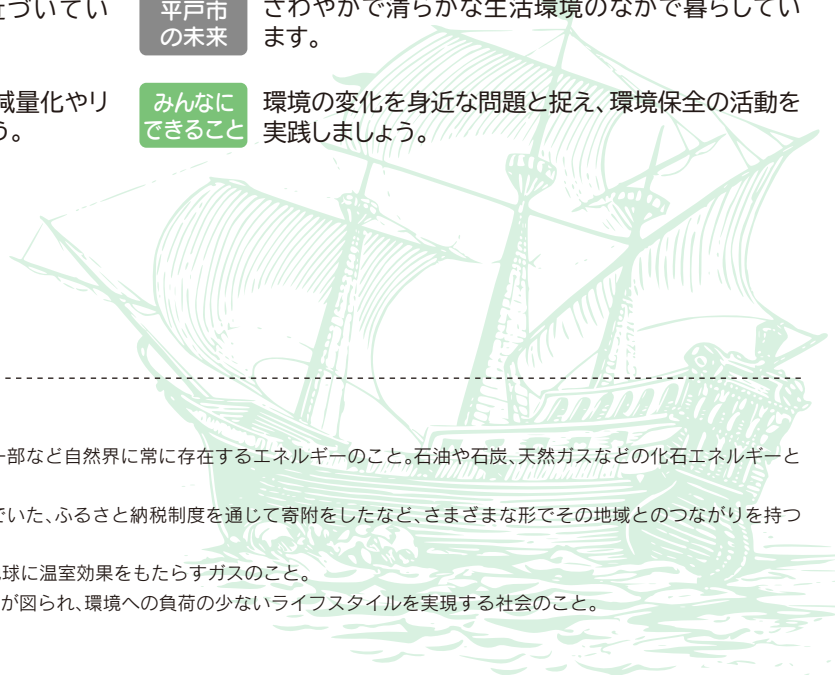 づいてい
減量化やリ
う。
平戸市
の未来
さわやかで清らかな生活環境のなかで暮らしてい
ます。
みんなに
できること
環境の変化を身近な問題と捉え、環境保全の活動を
実践しましょう。
一部など自然界に常に存在するエネルギーのこと。石油や石炭、天然ガスなどの化石エネルギーと
でいた、ふるさと納税制度を通じて寄附をしたなど、さまざまな形でその地域とのつながりを持つ
球に温室効果をもたらすガスのこと。
が図られ、環境への負荷の少ないライフスタイルを実現する社会のこと。